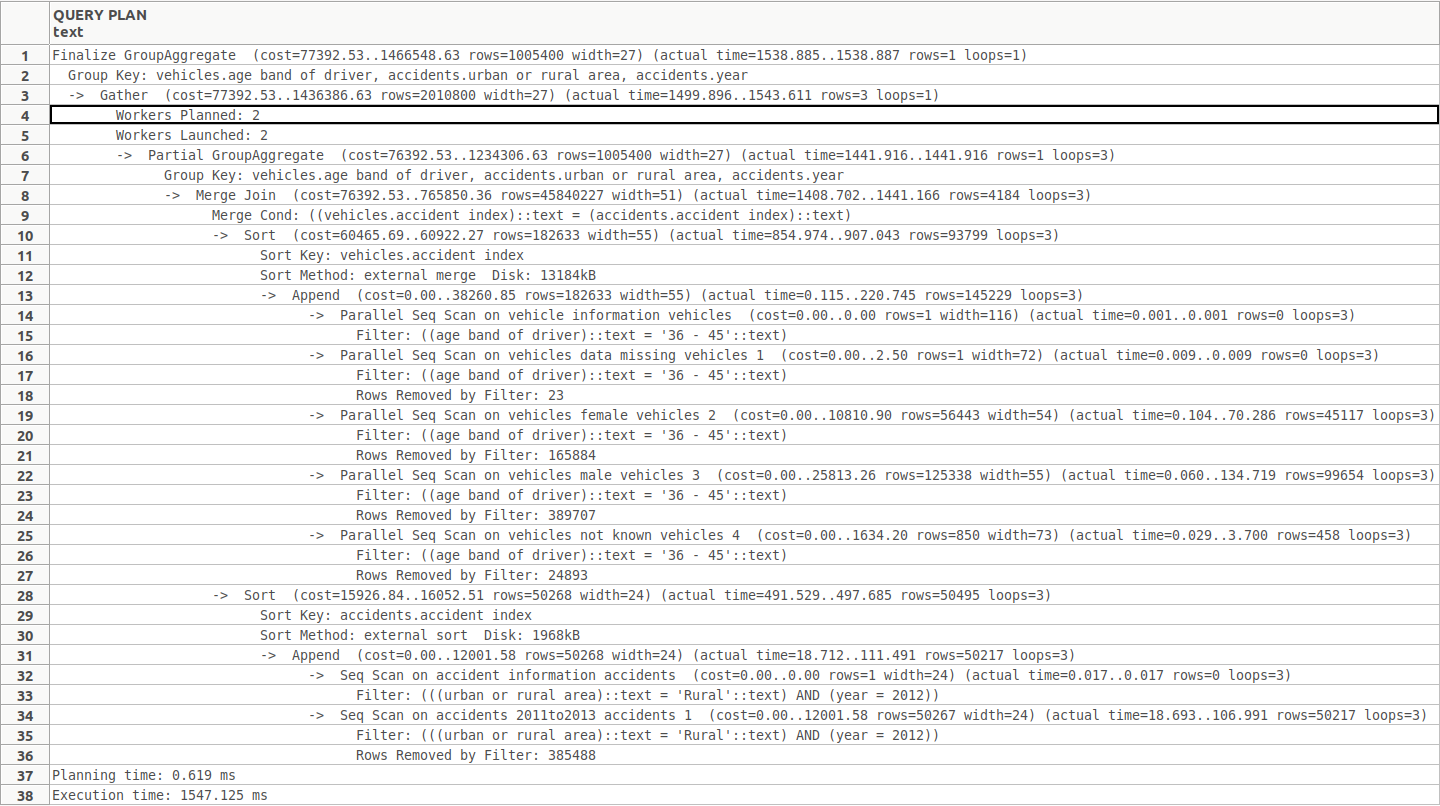 QUERY PLAN
text
1 Finalize GroupAggregate (cost=77392.53..1466548.63 rows=1005400 width=27) (actual time=1538.885..1538.887 rows=1 loops=1)
2 Group Key: vehicles.age band of driver, accidents.urban or rural area, accidents.year
3 -> Gather (cost=77392.53..1436386.63 rows=2010800 width=27) (actual time=1499.896..1543.611 rows=3 loops=1)
4 Workers Planned: 2
5 Workers Launched: 2
6 -> Partial GroupAggregate (cost=76392.53..1234306.63 rows=1005400 width=27) (actual time=1441.916..1441.916 rows=1 loops=3)
7 Group Key: vehicles.age band of driver, accidents.urban or rural area, accidents.year
8 -> Merge Join (cost=76392.53..765850.36 rows=45840227 width=51) (actual time=1408.702..1441.166 rows=4184 loops=3)
9 Merge Cond: ((vehicles.accident index)::text = (accidents.accident index)::text)
10 -> Sort (cost=60465.69..60922.27 rows=182633 width=55) (actual time=854.974..907.043 rows=93799 loops=3)
11 Sort Key: vehicles.accident index
12 Sort Method: external merge Disk: 13184kB
13 -> Append (cost=0.00..38260.85 rows=182633 width=55) (actual time=0.115..220.745 rows=145229 loops=3)
14 -> Parallel Seq Scan on vehicle information vehicles (cost=0.00..0.00 rows=1 width=116) (actual time=0.001..0.001 rows=0 loops=3)
15 Filter: ((age band of driver)::text = '36 - 45'::text)
16 -> Parallel Seq Scan on vehicles data missing vehicles 1 (cost=0.00..2.50 rows=1 width=72) (actual time=0.009..0.009 rows=0 loops=3)
17 Filter: ((age band of driver)::text = '36 - 45'::text)
18 Rows Removed by Filter: 23
19 -> Parallel Seq Scan on vehicles female vehicles 2 (cost=0.00..10810.90 rows=56443 width=54) (actual time=0.104..70.286 rows=45117 loops=3)
20 Filter: ((age band of driver)::text = '36 - 45'::text)
21 Rows Removed by Filter: 165884
22 -> Parallel Seq Scan on vehicles male vehicles 3 (cost=0.00..25813.26 rows=125338 width=55) (actual time=0.060..134.719 rows=99654 loops=3)
23 Filter: ((age band of driver)::text = '36 - 45'::text)
24 Rows Removed by Filter: 389707
25 -> Parallel Seq Scan on vehicles not known vehicles 4 (cost=0.00..1634.20 rows=850 width=73) (actual time=0.029..3.700 rows=458 loops=3)
26 Filter: ((age band of driver)::text = '36 - 45'::text)
27 Rows Removed by Filter: 24893
28 -> Sort (cost=15926.84..16052.51 rows=50268 width=24) (actual time=491.529..497.685 rows=50495 loops=3)
29 Sort Key: accidents.accident index
30 Sort Method: external sort Disk: 1968kB
31 -> Append (cost=0.00..12001.58 rows=50268 width=24) (actual time=18.712..111.491 rows=50217 loops=3)
32 -> Seq Scan on accident information accidents (cost=0.00..0.00 rows=1 width=24) (actual time=0.017..0.017 rows=0 loops=3)
33 Filter: (((urban or rural area)::text = 'Rural'::text) AND (year = 2012))
34 -> Seq Scan on accidents 2011to2013 accidents 1 (cost=0.00..12001.58 rows=50267 width=24) (actual time=18.693..106.991 rows=50217 loops=3)
35 Filter: (((urban or rural area)::text = 'Rural'::text) AND (year = 2012))
36 Rows Removed by Filter: 385488
37 Planning time: 0.619 ms
38 Execution time: 1547.125 ms